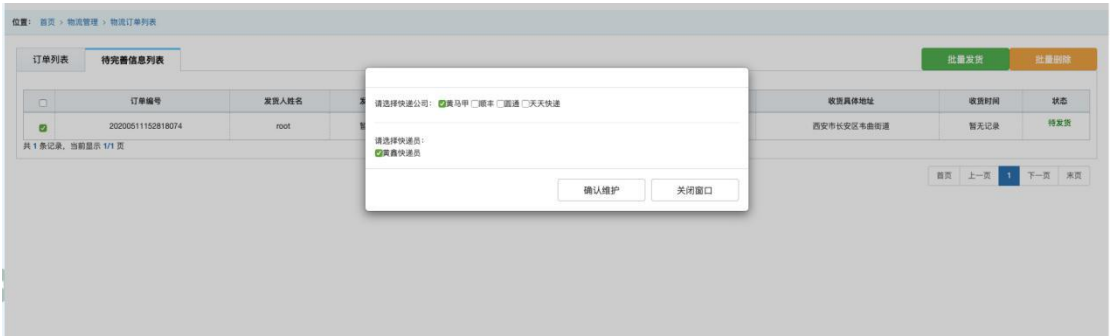 位置： 首页 › 物流管理 › 物流订单列表
订单列表 待完善信息列表 批量发货 批量删除
订单编号 发货人姓名 收货具体地址 收货时间 状态
请选择快递公司： 黄马甲 顺丰 圆通 天天快递
20200511152818074 root 西安市长安区韦曲街道 暂无记录 待发货
请选择快递员：
共 1 条记录，当前显示 1/1 页
黄鑫快递员
首页 上一页 1 下一页 末页
确认维护 关闭窗口